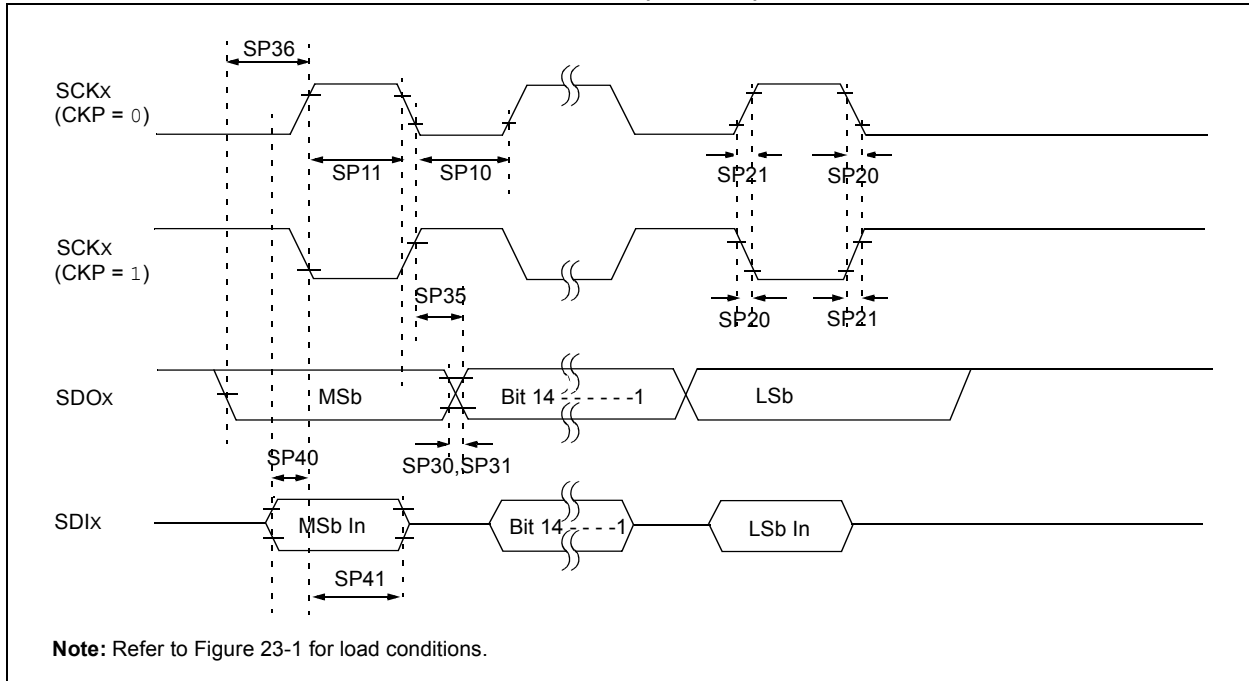 SP36
SCKx
(CKP = 0)
SP11
SP10
SP21
SP20
SCKx
(CKP = 1)
SP35
SP20
SP21
SDOx
MSb
Bit 14 - - - - - -1
LSb
SP40
SP30,SP31
SDIx
MSb In
Bit 14 - - - - -1
LSb In
SP41
Note: Refer to Figure 23-1 for load conditions.